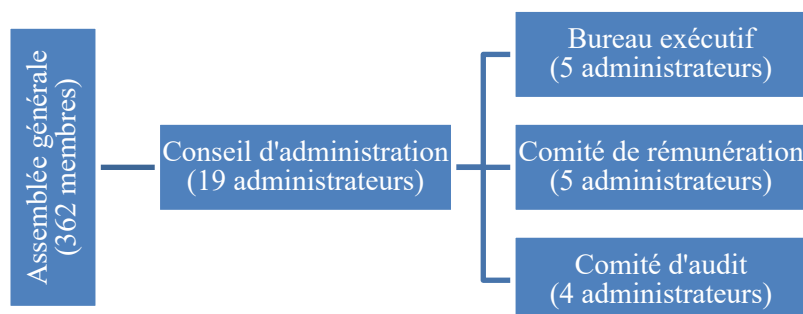 Assemblée générale
(362 membres)
Conseil d'administration
(19 administrateurs)
Bureau exécutif
(5 administrateurs)
Comité de rémunération
(5 administrateurs)
Comité d'audit
(4 administrateurs)